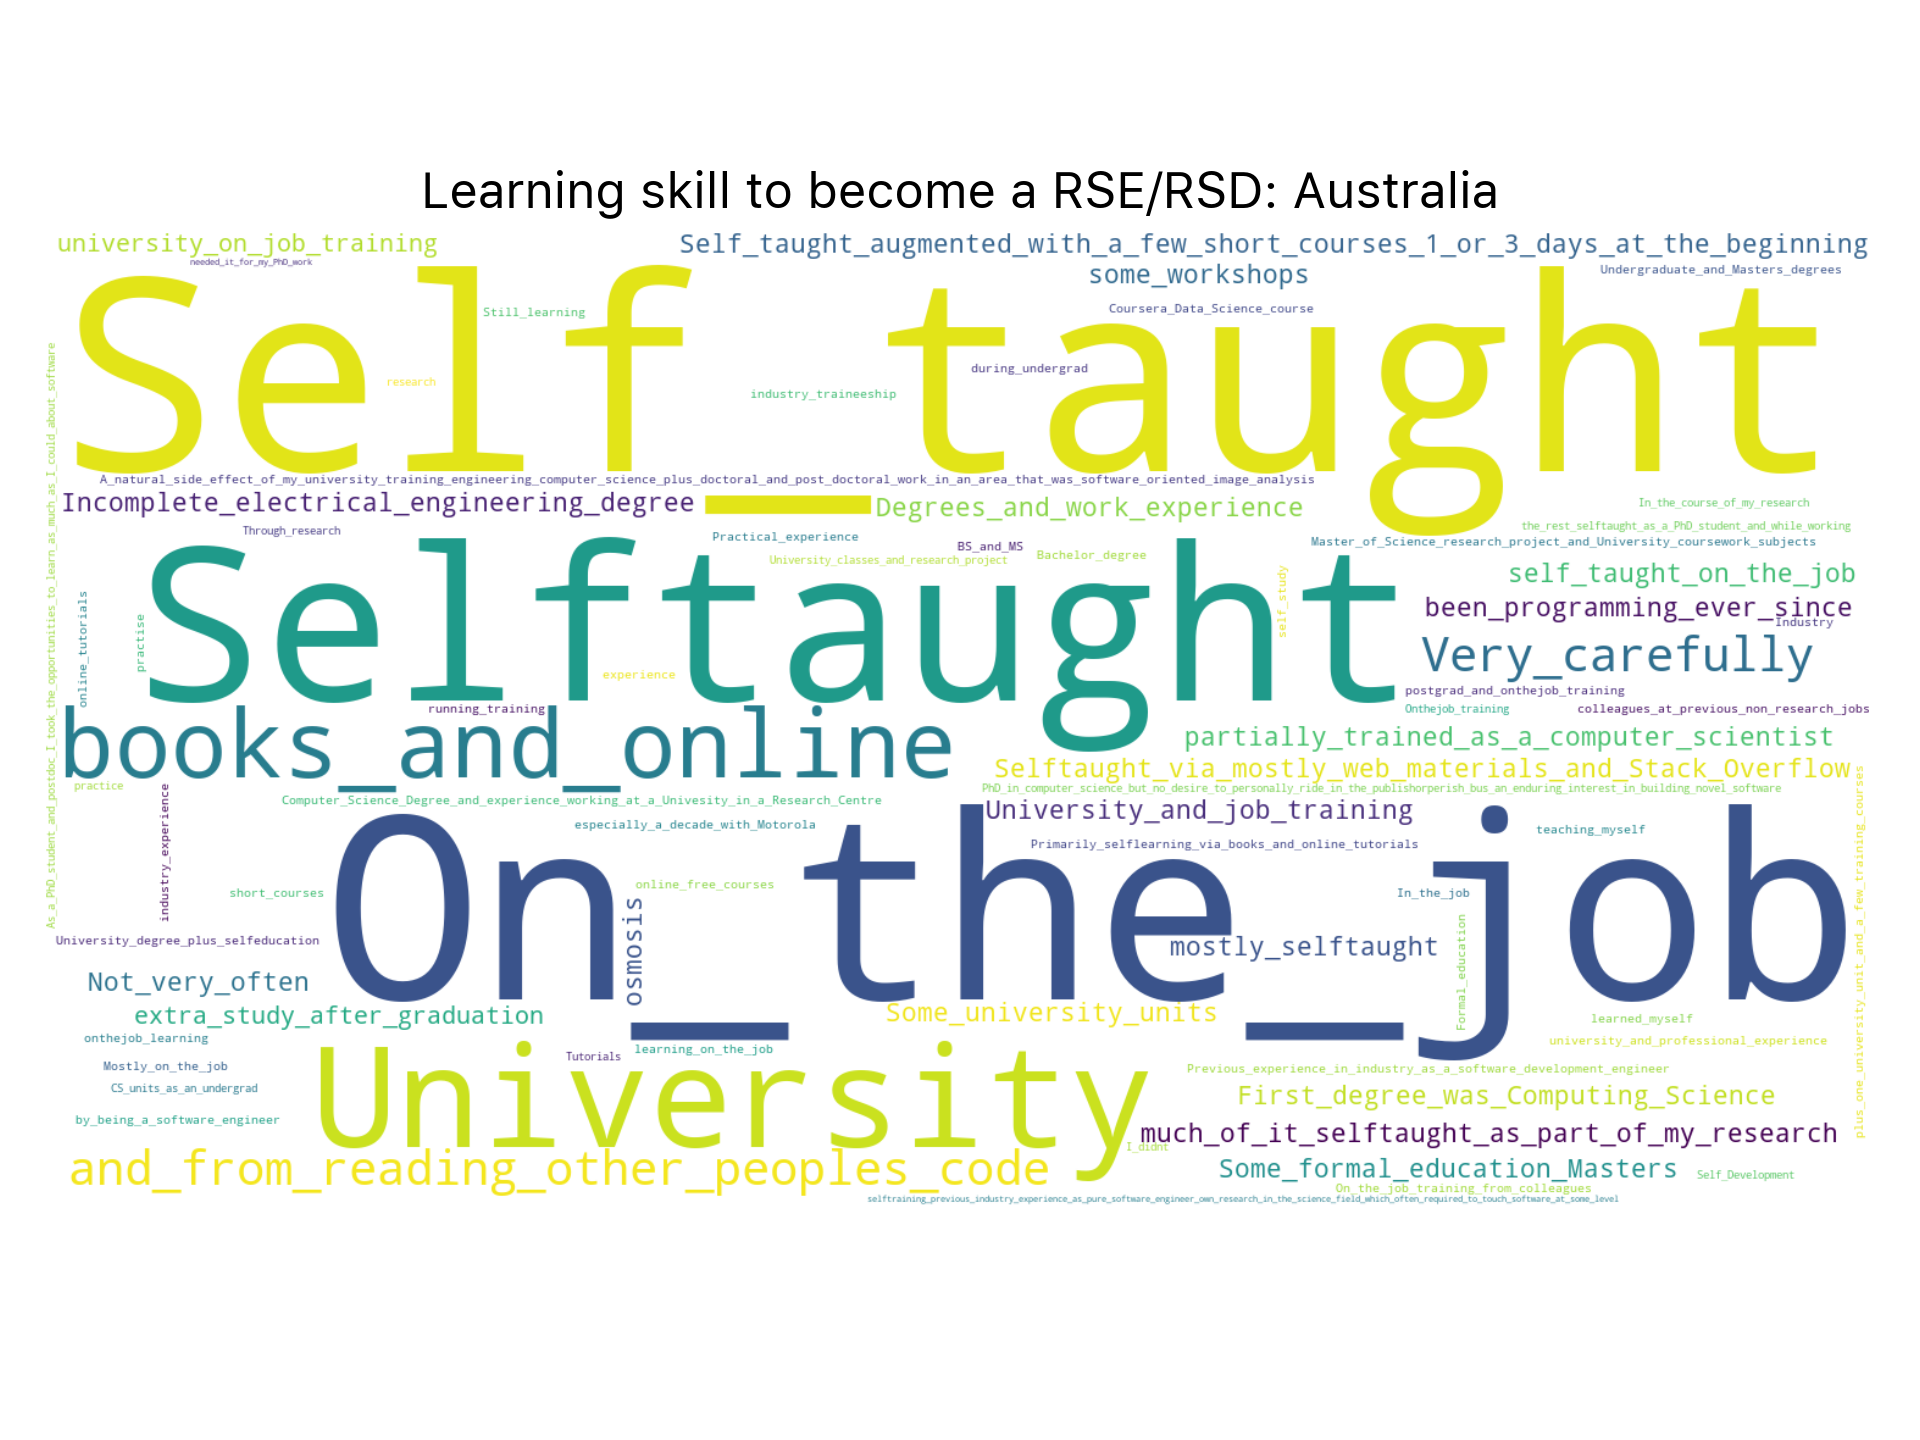 Learning skill to become a RSE/RSD: Australia
university_on_job_training
Self_taught_augmented_with_a_few_short_courses_1_or_3_days_at_the_beginning
needed_it_for_my_PhD_work
some_workshops
Undergraduate_and_Masters_degrees
Self_taught
Still_learning
Coursera_Data_Science_course
during_undergrad
research
industry_traineeship
As_a_PhD_student_and_postdoc_I_took_the_opportunities_to_learn_as_much_as_I_could_about_software
A_natural_side_effect_of_my_university_training_engineering_computer_science_plus_doctoral_and_post_doctoral_work_in_an_area_that_was_software_oriented_image_analysis
Incomplete_electrical_engineering_degree
Degrees_and_work_experience
In_the_course_of_my_research
the_rest_selftaught_as_a_PhD_student_and_while_working
Through_research
Practical_experience
BS_and_MS
Bachelor_degree
Master_of_Science_research_project_and_University_coursework_subjects
University_classes_and_research_project
Selftaught
self_study
self_taught_on_the_job
been_programming_ever_since
Industry
online_tutorials
practise
Very_carefully
experience
postgrad_and_onthejob_training
running_training
Onthejob_training
colleagues_at_previous_non_research_jobs
books_and_online
partially_trained_as_a_computer_scientist
Selftaught_via_mostly_web_materials_and_Stack_Overflow
practice
PhD_in_computer_science_but_no_desire_to_personally_ride_in_the_publishorperish_bus_an_enduring_interest_in_building_novel_software
Computer_Science_Degree_and_experience_working_at_a_Univesity_in_a_Research_Centre
University_and_job_training
industry_experience
especially_a_decade_with_Motorola
teaching_myself
Primarily_selflearning_via_books_and_online_tutorials
On_the_job
online_free_courses
short_courses
In_the_job
osmosis
plus_one_university_unit_and_a_few_training_courses
University_degree_plus_selfeducation
mostly_selftaught
Formal_education
Not_very_often
extra_study_after_graduation
Some_university_units
learned_myself
onthejob_learning
university_and_professional_experience
Tutorials
learning_on_the_job
Mostly_on_the_job
Previous_experience_in_industry_as_a_software_development_engineer
CS_units_as_an_undergrad
University
First_degree_was_Computing_Science
by_being_a_software_engineer
much_of_it_selftaught_as_part_of_my_research
I_didnt
and_from_reading_other_peoples_code
Some_formal_education_Masters
Self_Development
On_the_job_training_from_colleagues
selftraining_previous_industry_experience_as_pure_software_engineer_own_research_in_the_science_field_which_often_required_to_touch_software_at_some_level